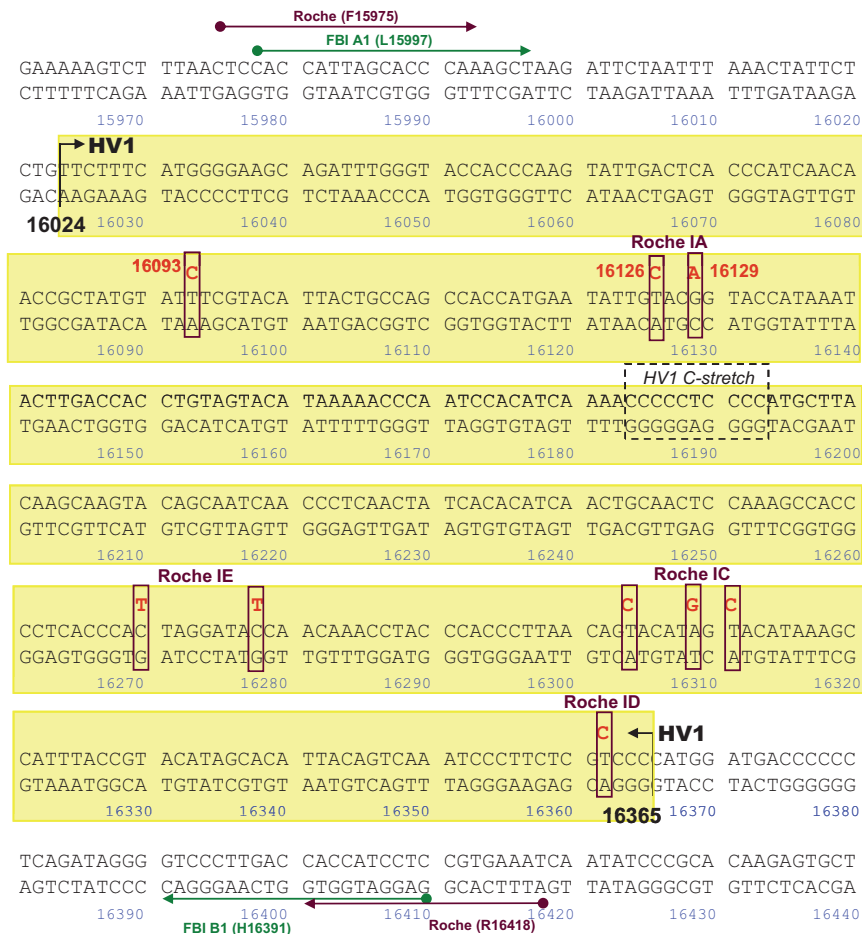 Roche (F15975)
FBI A1 (L15997)
GAAAAAGTCT TTAACTCCAC CATTAGCACC CAAAGCTAAG ATTCTAATTT AAACTATTCT
CTTTTTCAGA AATTGAGGTG GTAATCGTGG GTTTCGATTC TAAGATTAAA TTTGATAAGA
15970 15980 15990 16000 16010 16020
HV1
CTGTTCTTTC ATGGGGAAGC AGATTTGGGT ACCACCCAAG TATTGACTCA CCCATCAACA
GACAAGAAAG TACCCCTTCG TCTAAACCCA TGGTGGGTTC ATAACTGAGT GGGTAGTTGT
16024 16030 16040 16050 16060 16070 16080
Roche IA
16093 C 16126 C A 16129
ACCGCTATGT ATTTCGTACA TTACTGCCAG CCACCATGAA TATTGTACGG TACCATAAAT
TGGCGATACA TAAAGCATGT AATGACGGTC GGTGGTACTT ATAACATGCC ATGGTATTTA
16090 16100 16110 16120 16130 16140
HV1 C-stretch
ACTTGACCAC CTGTAGTACA TAAAAACCCA ATCCACATCA AAACCCCCTC CCCATGCTTA
TGAACTGGTG GACATCATGT ATTTTTGGGT TAGGTGTAGT TTTGGGGGAG GGGTACGAAT
16150 16160 16170 16180 16190 16200
CAAGCAAGTA CAGCAATCAA CCCTCAACTA TCACACATCA ACTGCAACTC CAAAGCCACC
GTTCGTTCAT GTCGTTAGTT GGGAGTTGAT AGTGTGTAGT TGACGTTGAG GTTTCGGTGG
16210 16220 16230 16240 16250 16260
Roche IE Roche IC
T T C G C
CCTCACCCAC TAGGATACCA ACAAACCTAC CCACCCTTAA CAGTACATAG TACATAAAGC
GGAGTGGGTG ATCCTATGGT TGTTTGGATG GGTGGGAATT GTCATGTATC ATGTATTTCG
16270 16280 16290 16300 16310 16320
Roche ID
C HV1
CATTTACCGT ACATAGCACA TTACAGTCAA ATCCCTTCTC GTCCCCATGG ATGACCCCCC
GTAAATGGCA TGTATCGTGT AATGTCAGTT TAGGGAAGAG CAGGGGTACC TACTGGGGGG
16330 16340 16350 16360 16365 16370 16380
TCAGATAGGG GTCCCTTGAC CACCATCCTC CGTGAAATCA ATATCCCGCA CAAGAGTGCT
AGTCTATCCC CAGGGAACTG GTGGTAGGAG GCACTTTAGT TATAGGGCGT GTTCTCACGA
16390 16400 16410 16420 16430 16440
FBI B1 (H16391) Roche (R16418)